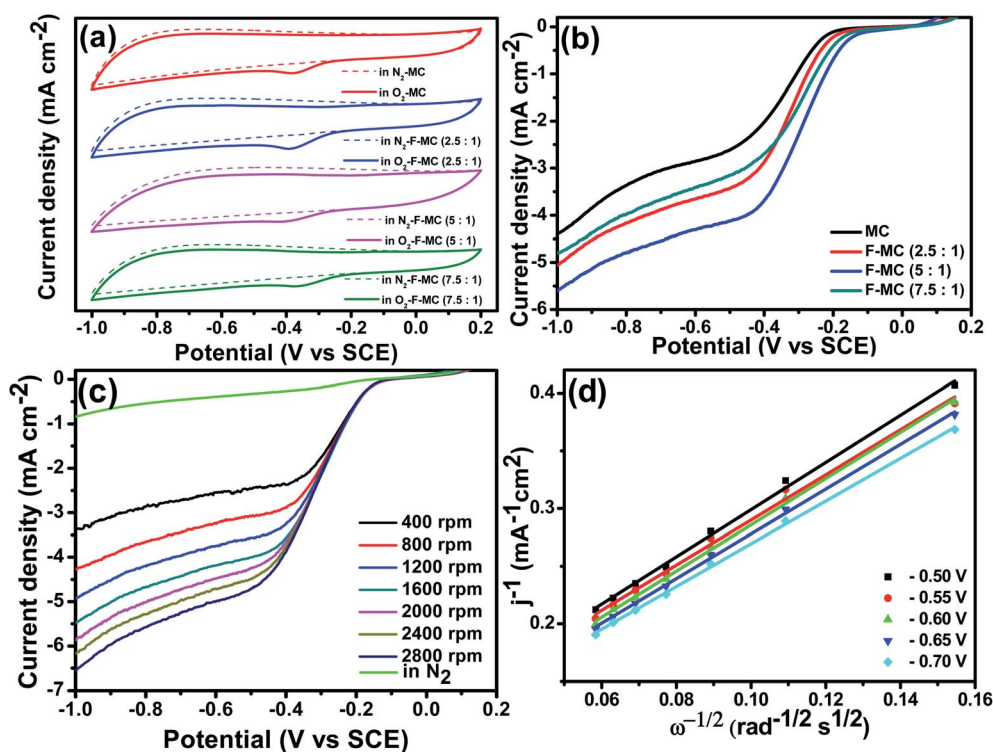 (a)
in N2-MC
in O2-MC
in N2-F-MC (2.5 : 1)
in O2-F-MC (2.5 : 1)
in N2-F-MC (5 : 1)
in O2-F-MC (5 : 1)
in N2-F-MC (7.5 : 1)
in O2-F-MC (7.5 : 1)
Current density (mA cm-2)
-1.0 -0.8 -0.6 -0.4 -0.2 0.0 0.2
Potential (V vs SCE)
(b)
0
-1
-2
-3
-4
-5
-6
MC
F-MC (2.5 : 1)
F-MC (5 : 1)
F-MC (7.5 : 1)
Current density (mA cm-2)
-1.0 -0.8 -0.6 -0.4 -0.2 0.0
Potential (V vs SCE)
(c)
0
-1
-2
-3
-4
-5
-6
-7
400 rpm
800 rpm
1200 rpm
1600 rpm
2000 rpm
2400 rpm
2800 rpm
in N2
Current density (mA cm-2)
-1.0 -0.8 -0.6 -0.4 -0.2 0.0
Potential (V vs SCE)
(d)
0.4
0.3
0.2
- 0.50 V
- 0.55 V
- 0.60 V
- 0.65 V
- 0.70 V
j-1 (mA-1cm2)
0.06 0.08 0.10 0.12 0.14 0.16
ω-1/2 (rad-1/2 s1/2)